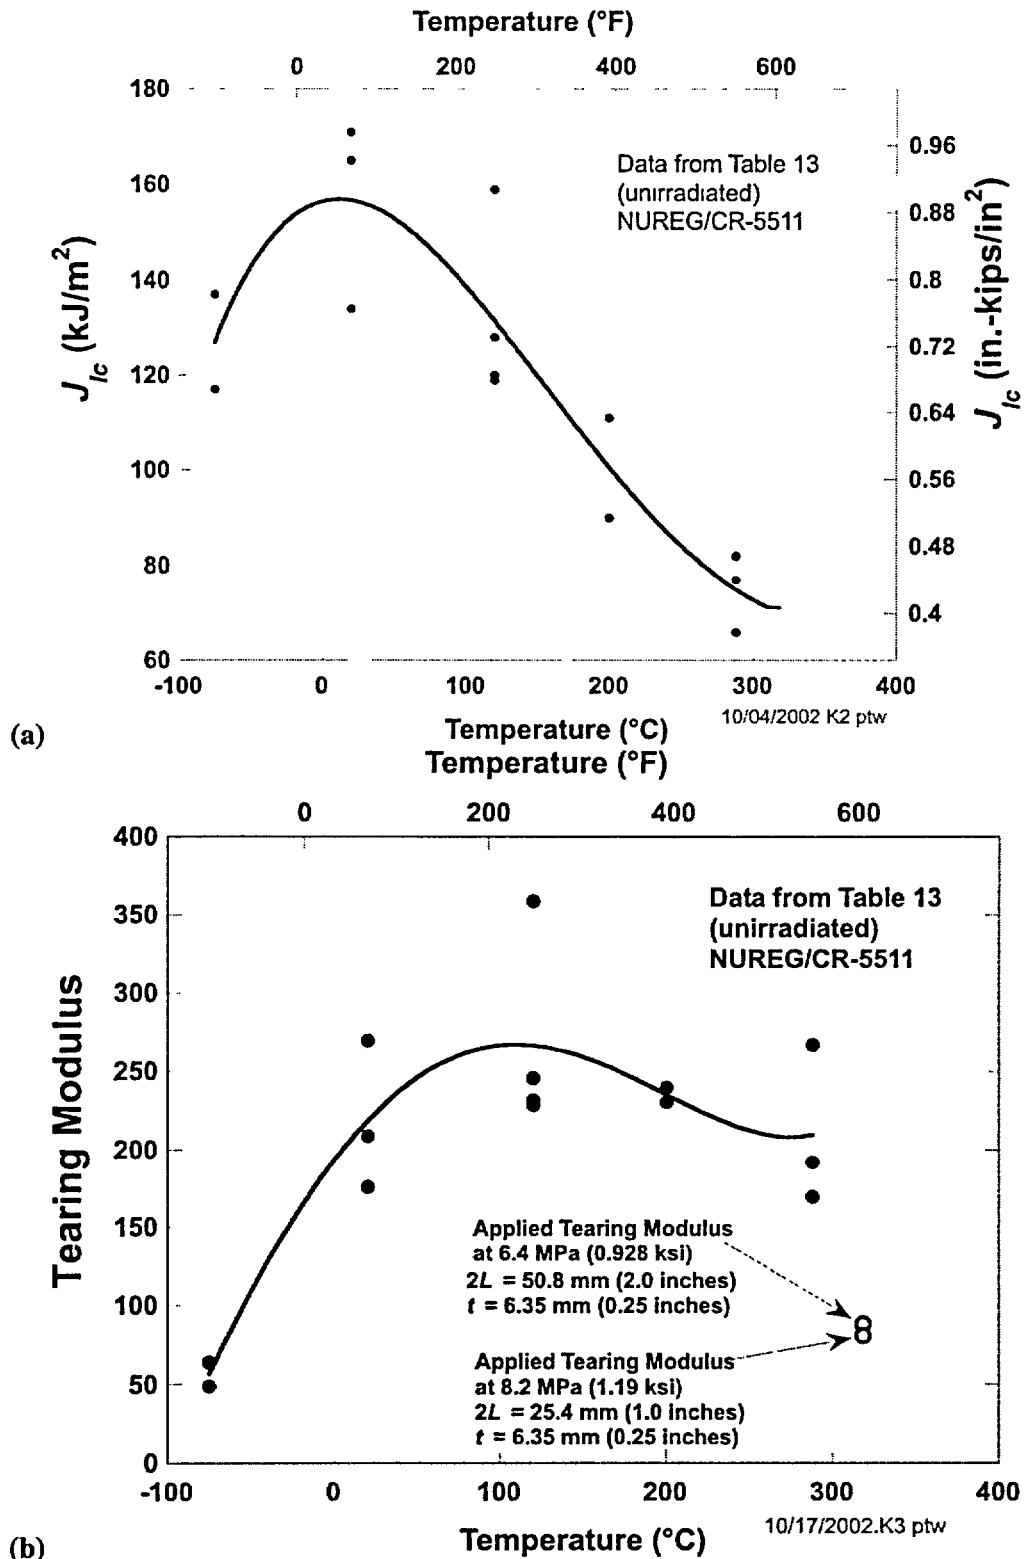 (a)
Temperature (°F)
0 200 400 600
180
160
140
120
100
80
60
J_Ic (kJ/m²)
Data from Table 13
(unirradiated)
NUREG/CR-5511
0.96
0.88
0.8
0.72
0.64
0.56
0.48
0.4
J_Ic (in.-kips/in²)
-100 0 100 200 300 400
10/04/2002 K2 ptw
Temperature (°C)
(b)
Temperature (°F)
0 200 400 600
400
350
300
250
200
150
100
50
0
Tearing Modulus
Data from Table 13
(unirradiated)
NUREG/CR-5511
Applied Tearing Modulus
at 6.4 MPa (0.928 ksi)
2L = 50.8 mm (2.0 inches)
t = 6.35 mm (0.25 inches)
Applied Tearing Modulus
at 8.2 MPa (1.19 ksi)
2L = 25.4 mm (1.0 inches)
t = 6.35 mm (0.25 inches)
-100 0 100 200 300 400
10/17/2002.K3 ptw
Temperature (°C)